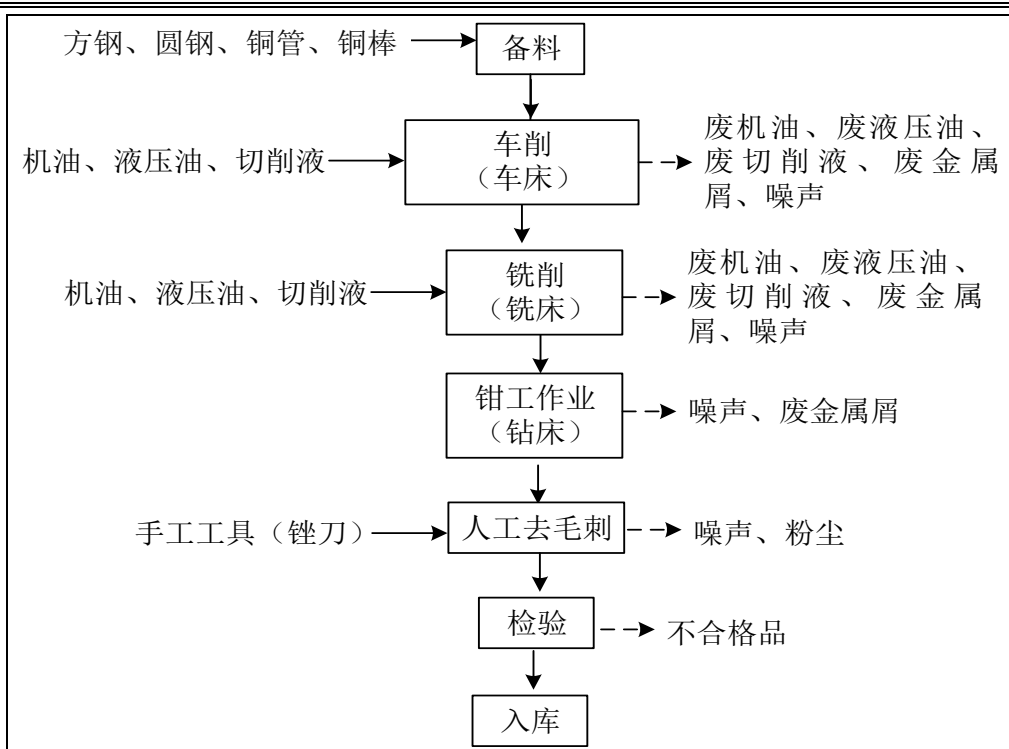 方钢、圆钢、铜管、铜棒
备料
机油、液压油、切削液
车削
（车床）
废机油、废液压油、
废切削液、废金属
屑、噪声
机油、液压油、切削液
铣削
（铣床）
废机油、废液压油、
废切削液、废金属
屑、噪声
钳工作业
（钻床）
噪声、废金属屑
手工工具（锉刀）
人工去毛刺
噪声、粉尘
检验
不合格品
入库